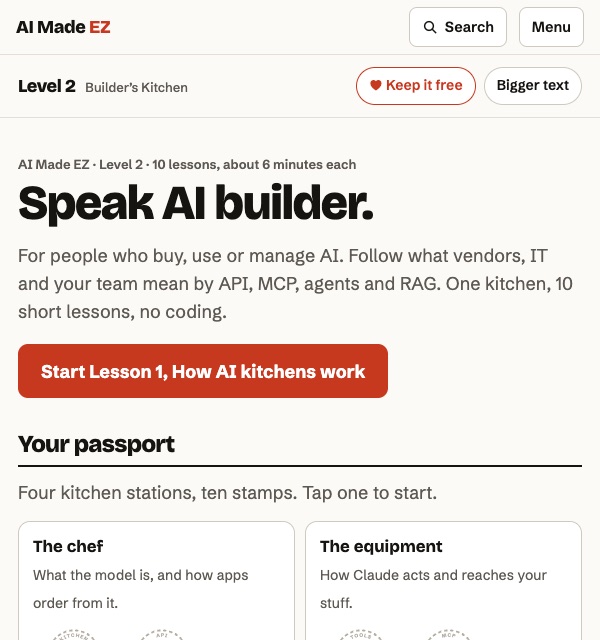 AI Made EZ
Search
Menu
Level 2 Builder's Kitchen
Keep it free
Bigger text
AI Made EZ · Level 2 · 10 lessons, about 6 minutes each
Speak AI builder.
For people who buy, use or manage AI. Follow what vendors, IT
and your team mean by API, MCP, agents and RAG. One kitchen, 10
short lessons, no coding.
Start Lesson 1, How AI kitchens work
Your passport
Four kitchen stations, ten stamps. Tap one to start.
The chef
What the model is, and how apps
order from it.
KITCHEN
API
The equipment
How Claude acts and reaches your
stuff.
TOOLS
MCP